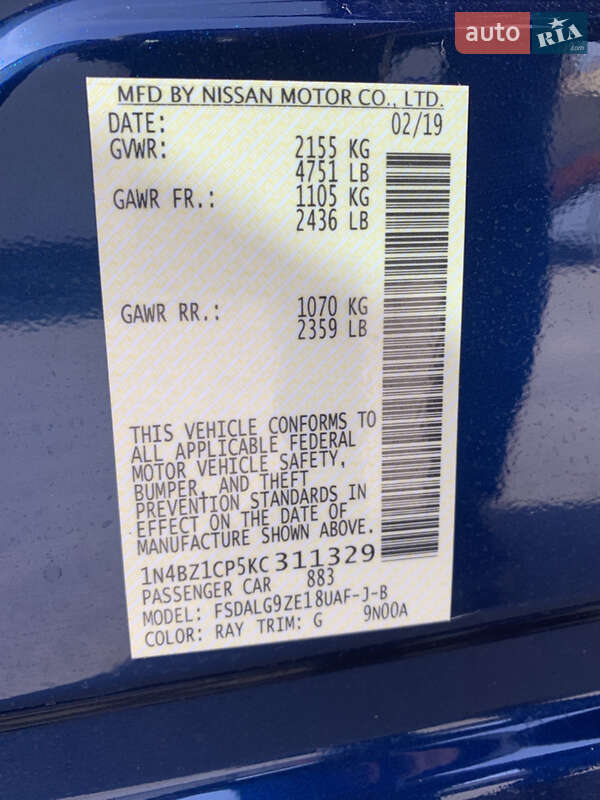 auto RIA.com
MFD BY NISSAN MOTOR CO., LTD.
DATE: 02/19
GVWR: 2155 KG
4751 LB
GAWR FR.: 1105 KG
2436 LB
GAWR RR.: 1070 KG
2359 LB
THIS VEHICLE CONFORMS TO
ALL APPLICABLE FEDERAL
MOTOR VEHICLE SAFETY,
BUMPER, AND THEFT
PREVENTION STANDARDS IN
EFFECT ON THE DATE OF
MANUFACTURE SHOWN ABOVE.
1N4BZ1CP5KC311329
PASSENGER CAR 883
MODEL: FSDALG9ZE18UAF-J-B
COLOR: RAY TRIM: G 9N00A